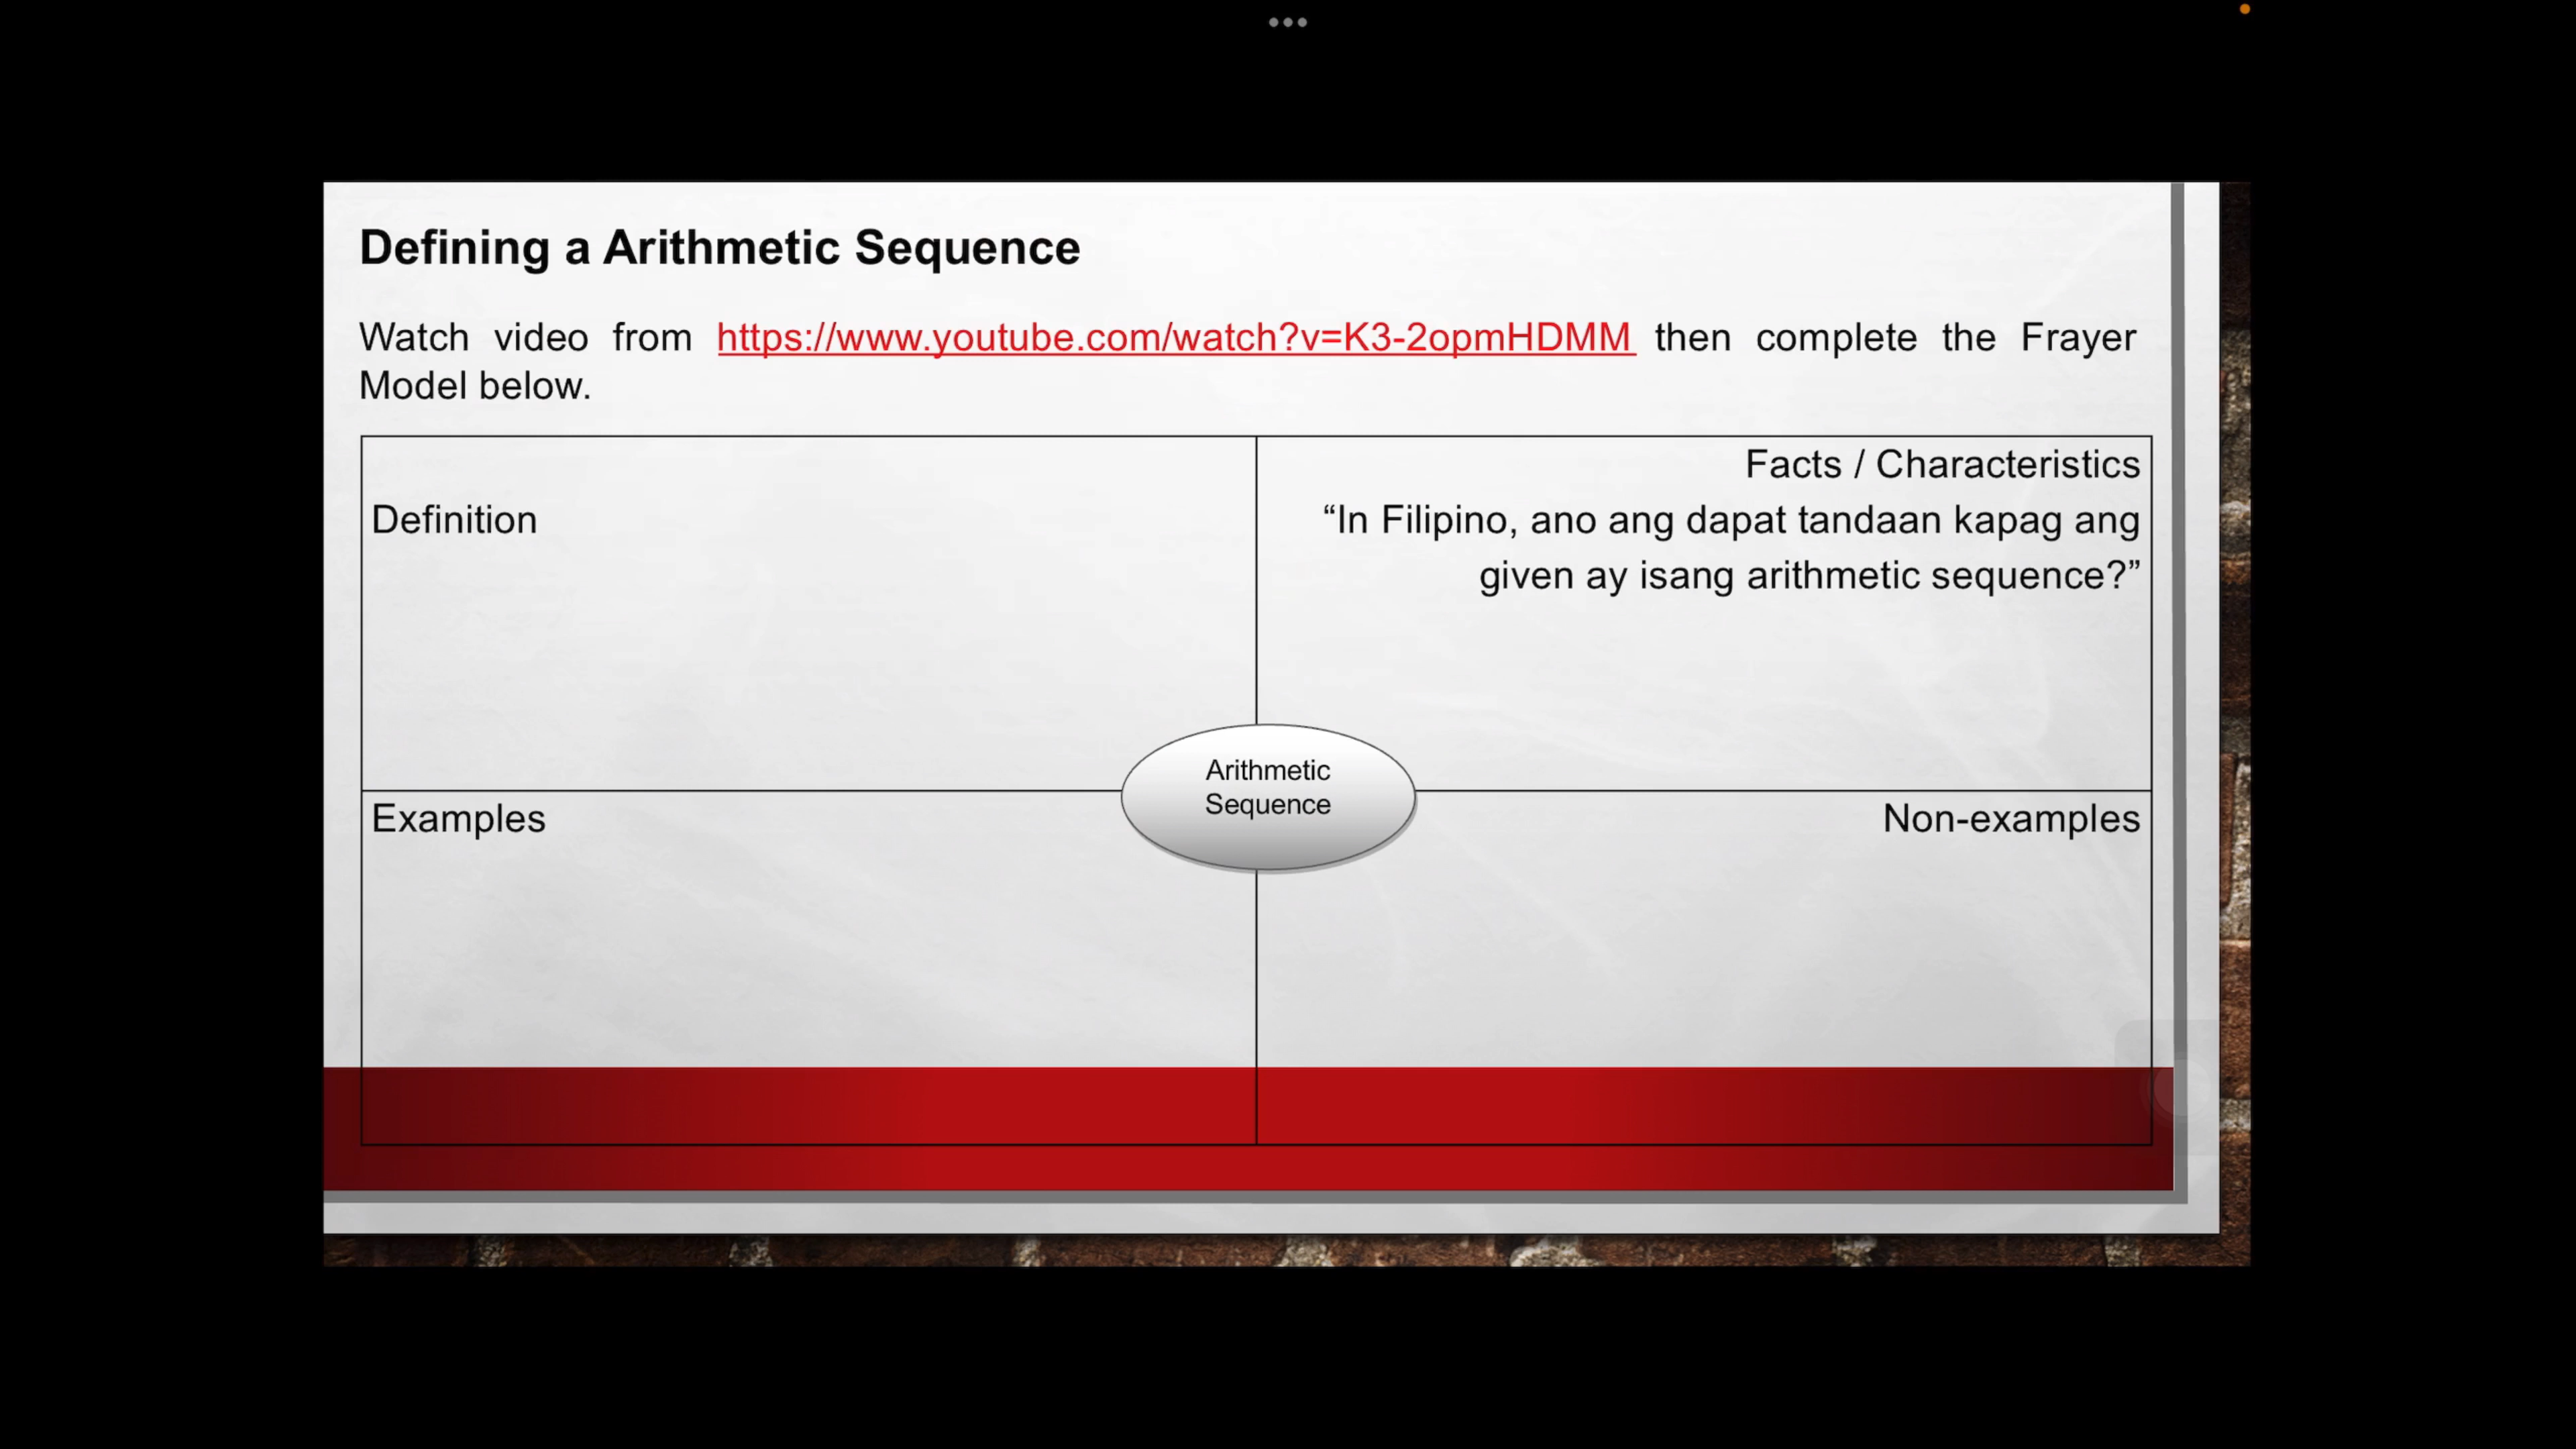 Defining a Arithmetic Sequence
Watch video from https://www.youtube.com/watch?v=K3-2opmHDMM then complete the Frayer
Model below.
Definition
Facts / Characteristics
“In Filipino, ano ang dapat tandaan kapag ang
given ay isang arithmetic sequence?”
Arithmetic
Sequence
Examples
Non-examples